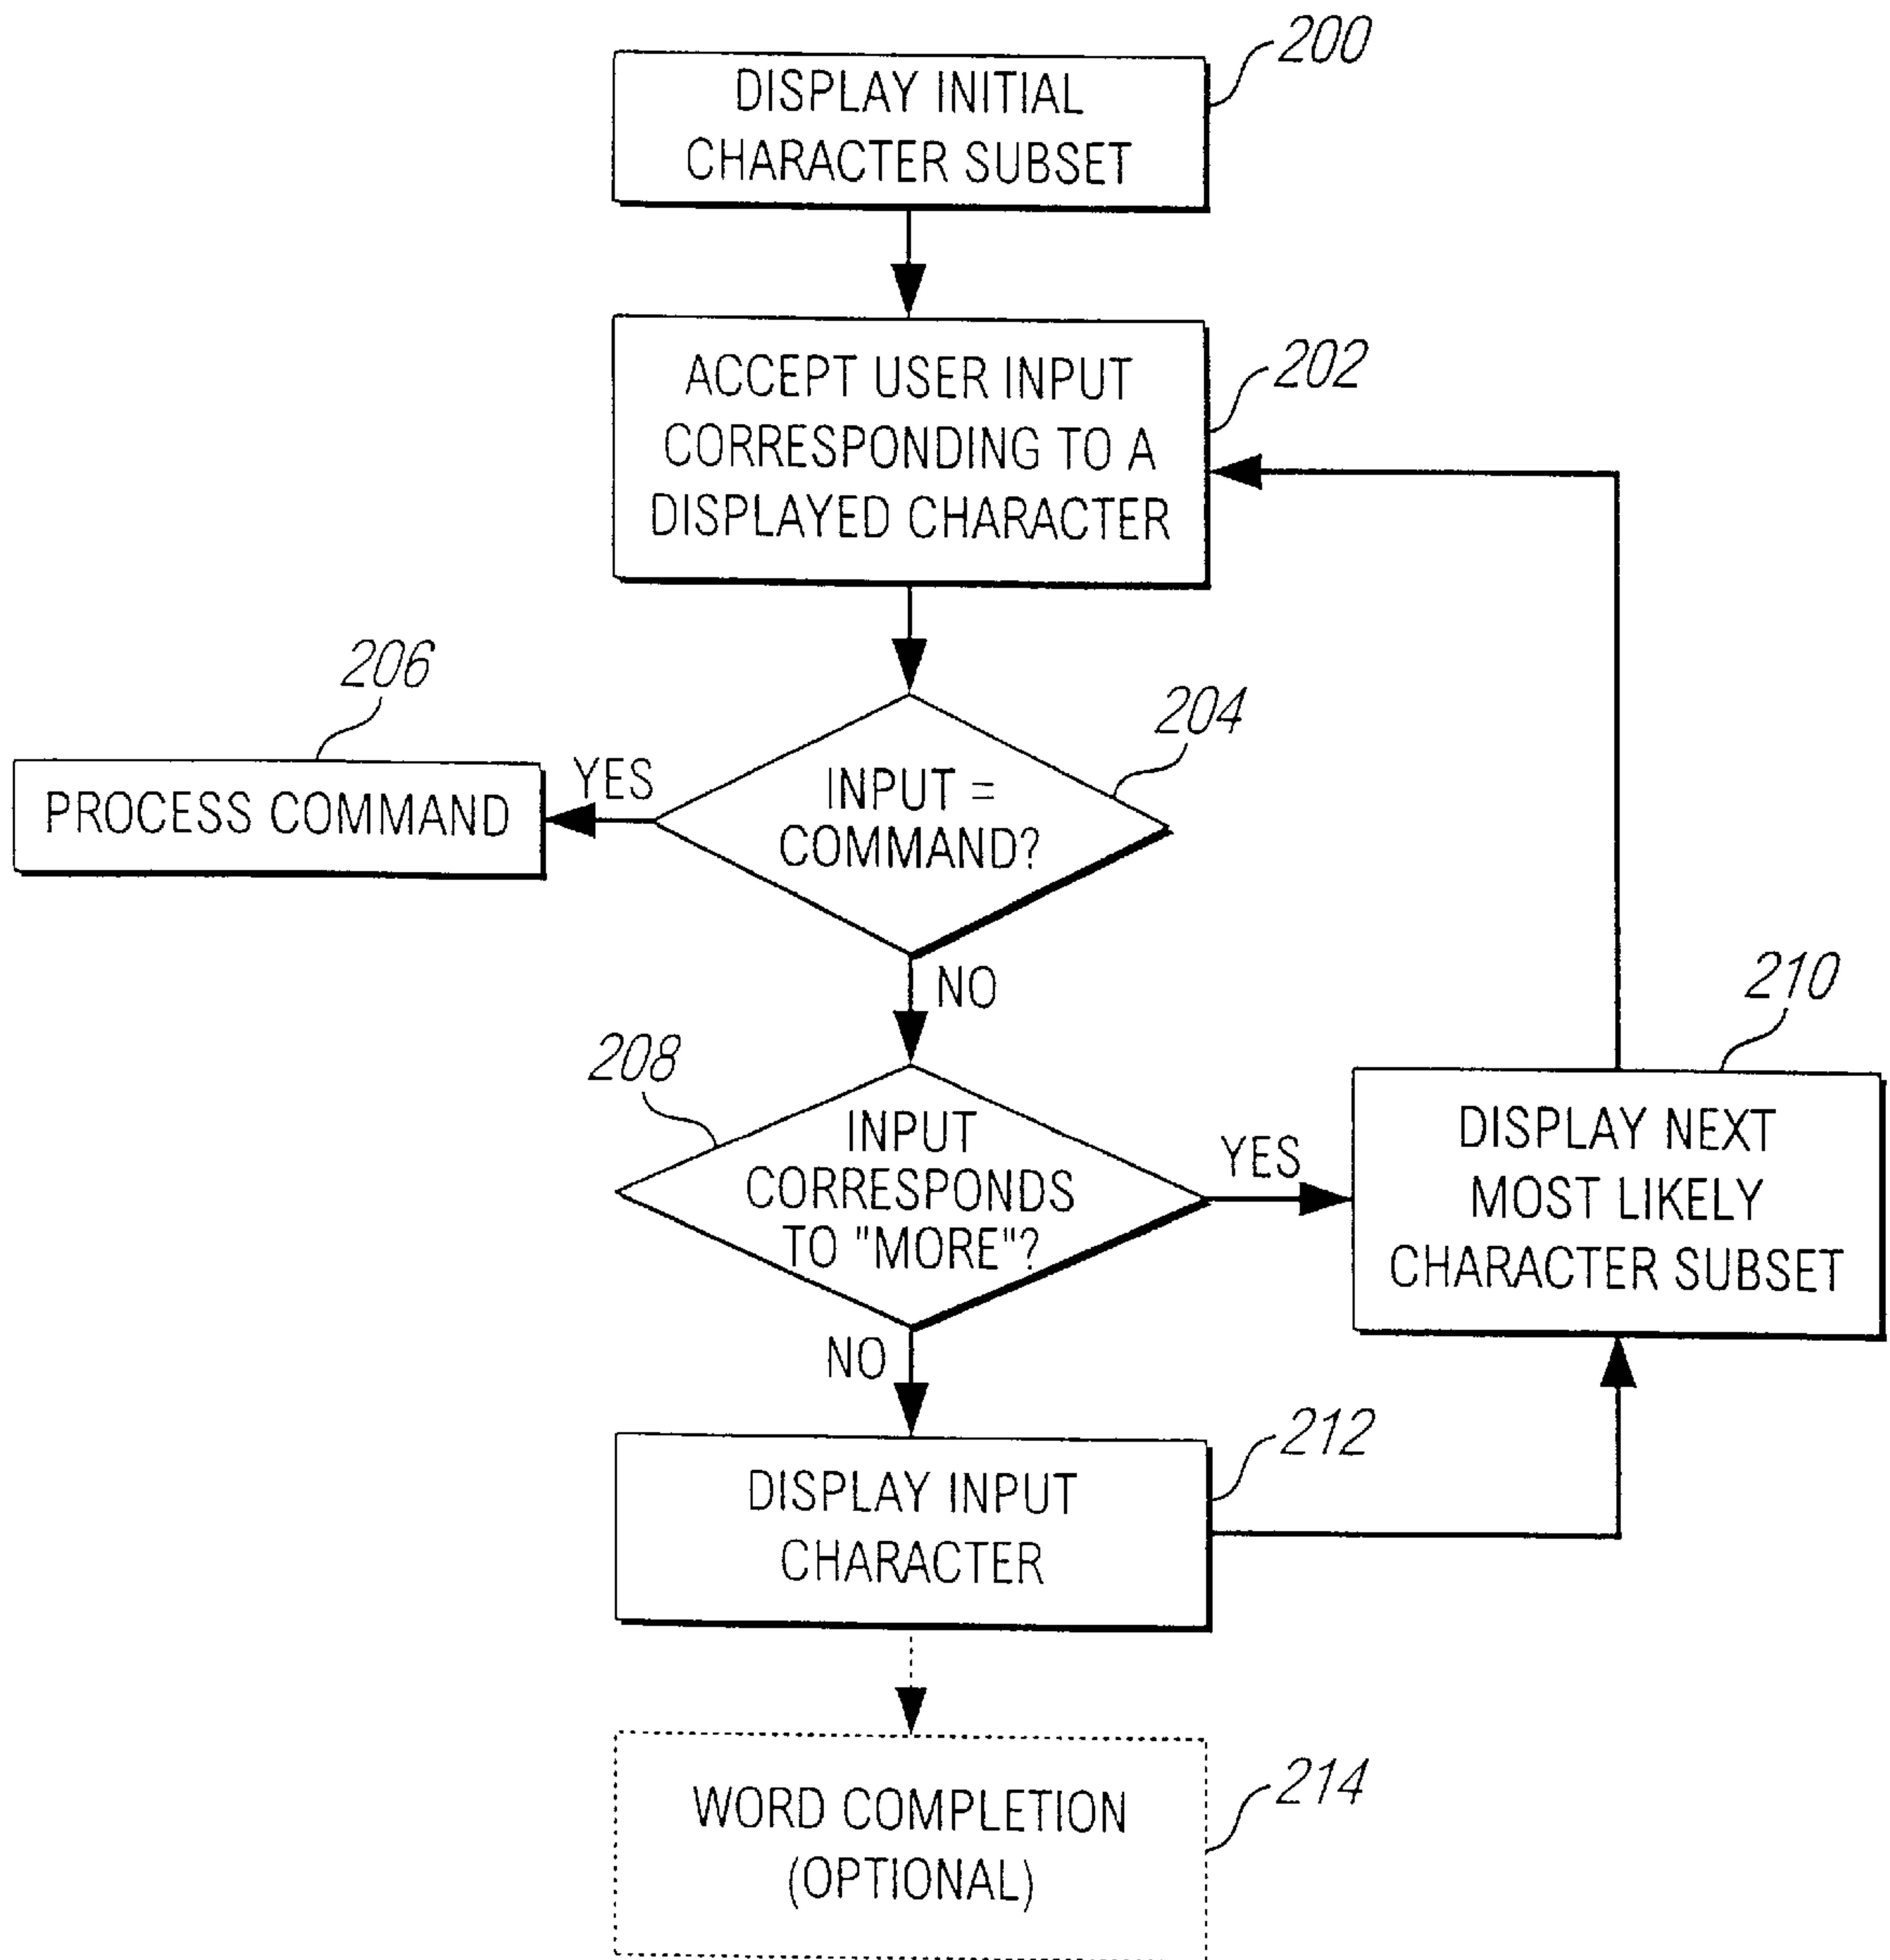 200
DISPLAY INITIAL
CHARACTER SUBSET
202
ACCEPT USER INPUT
CORRESPONDING TO A
DISPLAYED CHARACTER
204
INPUT =
COMMAND?
YES
206
PROCESS COMMAND
NO
208
INPUT
CORRESPONDS
TO "MORE"?
YES
210
DISPLAY NEXT
MOST LIKELY
CHARACTER SUBSET
NO
212
DISPLAY INPUT
CHARACTER
214
WORD COMPLETION
(OPTIONAL)